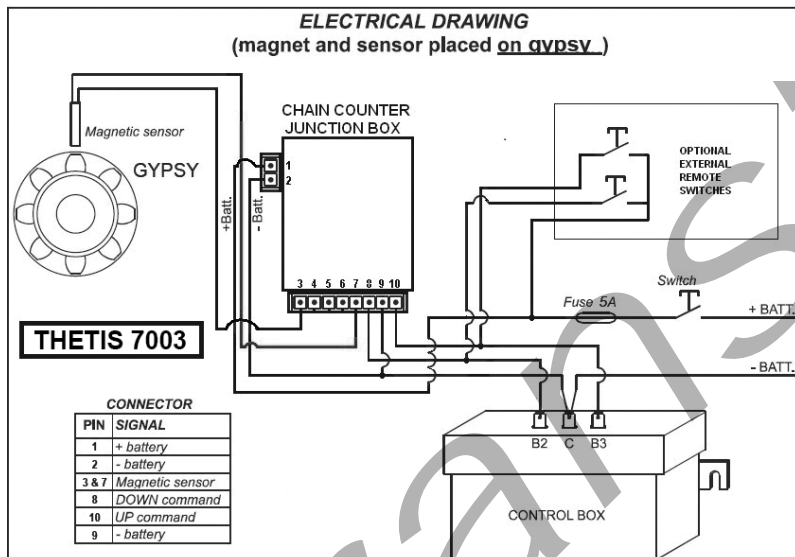 ELECTRICAL DRAWING
(magnet and sensor placed on gypsy )
Magnetic sensor
GYPSY
CHAIN COUNTER
JUNCTION BOX
1
2
+Batt.
- Batt.
3 4 5 6 7 8 9 10
OPTIONAL
EXTERNAL
REMOTE
SWITCHES
Switch
Fuse 5A
+ BATT.
- BATT.
THETIS 7003
CONNECTOR
PIN SIGNAL
1 + battery
2 - battery
3 & 7 Magnetic sensor
8 DOWN command
10 UP command
9 - battery
B2 C B3
CONTROL BOX